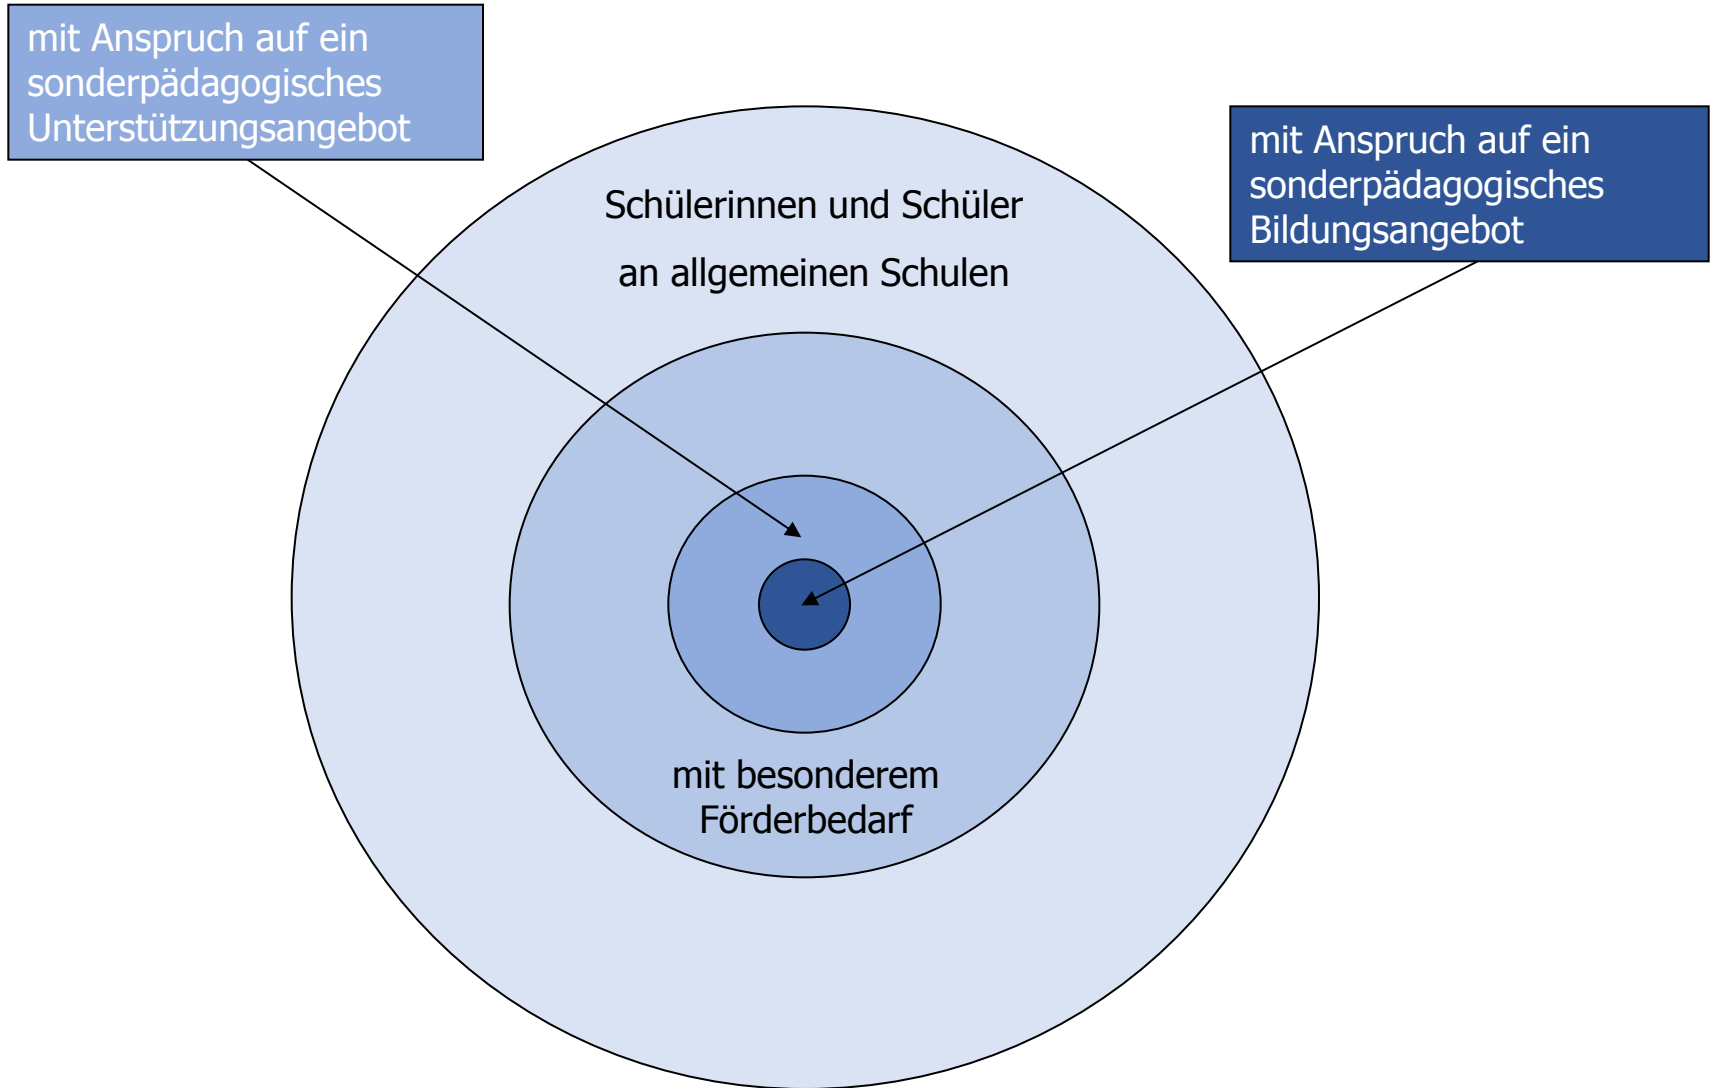 mit Anspruch auf ein
sonderpädagogisches
Unterstützungsangebot
mit Anspruch auf ein
sonderpädagogisches
Bildungsangebot
Schülerinnen und Schüler
an allgemeinen Schulen
mit besonderem
Förderbedarf